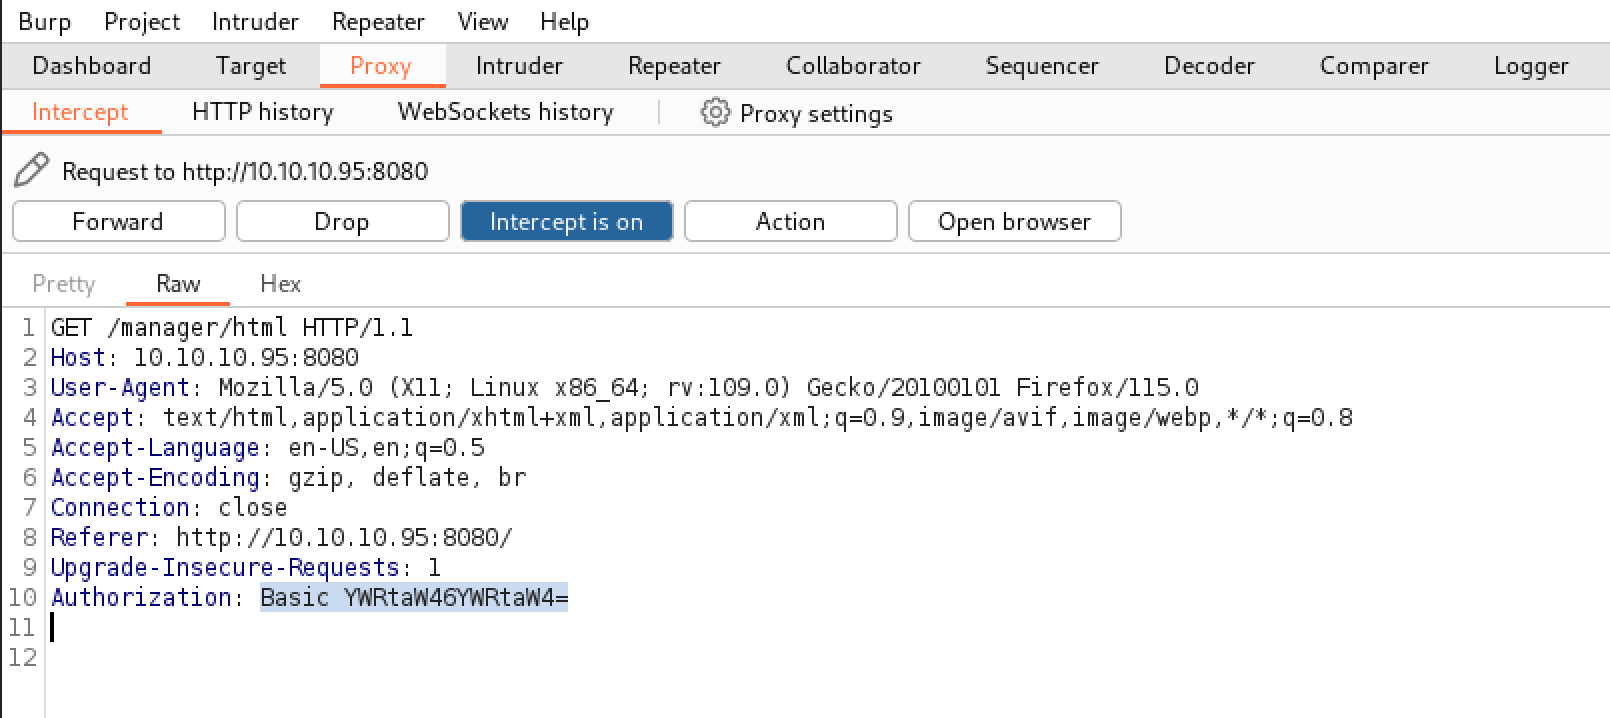 Burp Project Intruder Repeater View Help
Dashboard Target Proxy Intruder Repeater Collaborator Sequencer Decoder Comparer Logger
Intercept HTTP history WebSockets history Proxy settings
Request to http://10.10.10.95:8080
Forward Drop Intercept is on Action Open browser
Pretty Raw Hex
1 GET /manager/html HTTP/1.1
2 Host: 10.10.10.95:8080
3 User-Agent: Mozilla/5.0 (X11; Linux x86_64; rv:109.0) Gecko/20100101 Firefox/115.0
4 Accept: text/html,application/xhtml+xml,application/xml;q=0.9,image/avif,image/webp,*/*;q=0.8
5 Accept-Language: en-US,en;q=0.5
6 Accept-Encoding: gzip, deflate, br
7 Connection: close
8 Referer: http://10.10.10.95:8080/
9 Upgrade-Insecure-Requests: 1
10 Authorization: Basic YWRtaW46YWRtaW4=
11
12